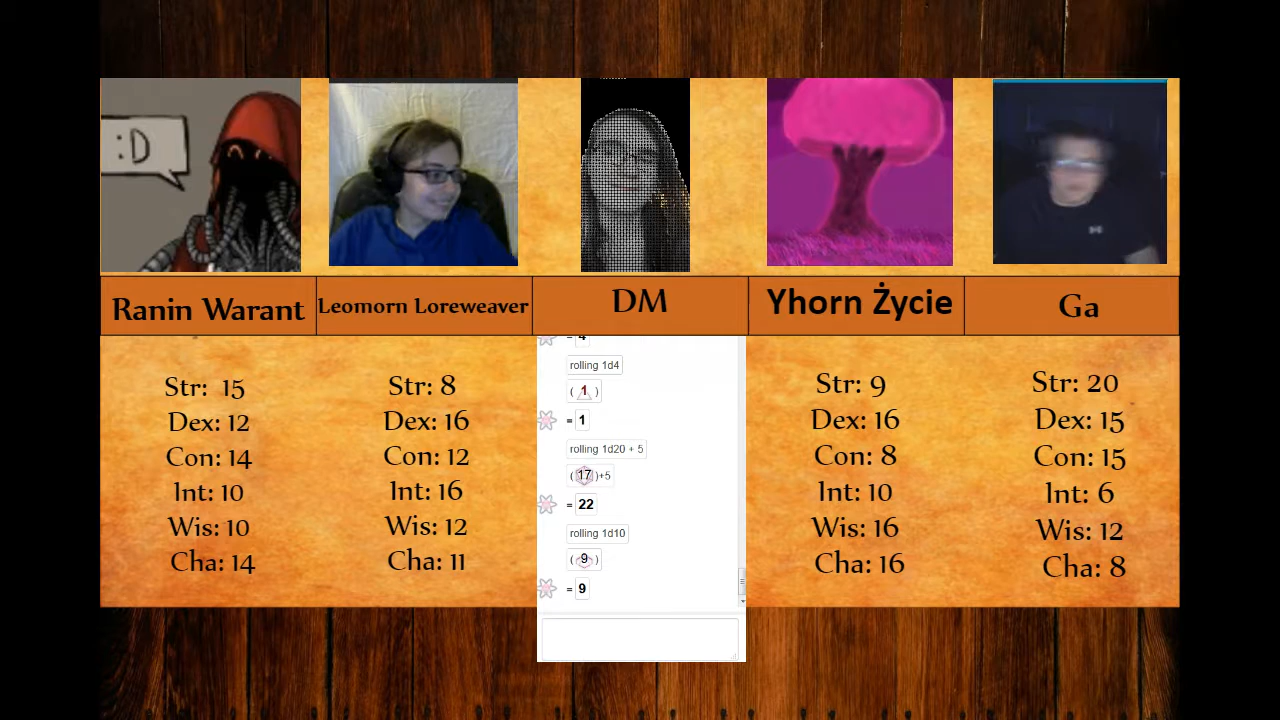 :D
Ranin Warant
Leomorn Loreweaver
DM
Yhorn Życie
Ga
Str: 15
Dex: 12
Con: 14
Int: 10
Wis: 10
Cha: 14
Str: 8
Dex: 16
Con: 12
Int: 16
Wis: 12
Cha: 11
= 4
rolling 1d4
( 1 )
= 1
rolling 1d20 + 5
( 17 )+5
= 22
rolling 1d10
( 9 )
= 9
Str: 9
Dex: 16
Con: 8
Int: 10
Wis: 16
Cha: 16
Str: 20
Dex: 15
Con: 15
Int: 6
Wis: 12
Cha: 8